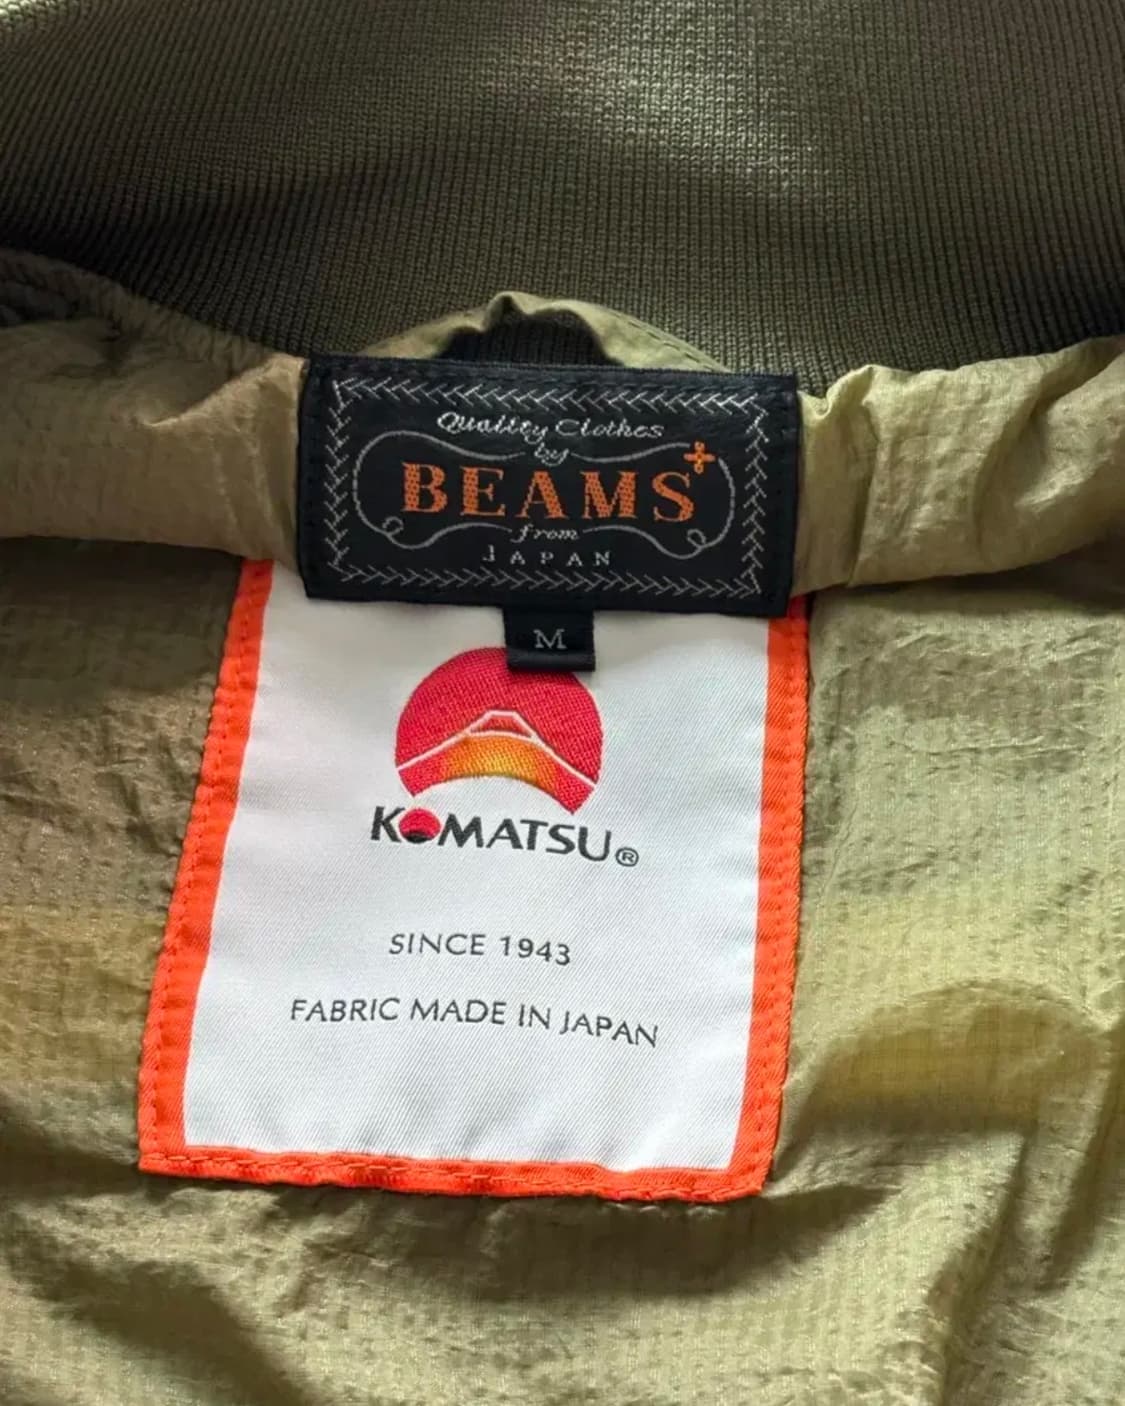 Quality Clothes
by
BEAMS+
from
JAPAN
M
KOMATSU®
SINCE 1943
FABRIC MADE IN JAPAN